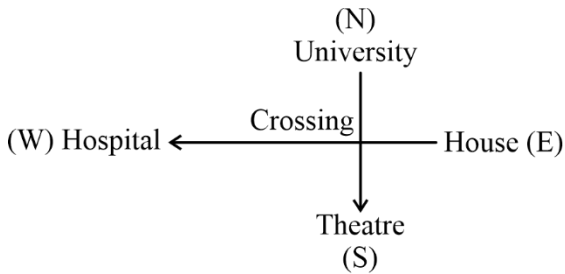 (N)
University
Crossing
(W) Hospital
House (E)
Theatre
(S)